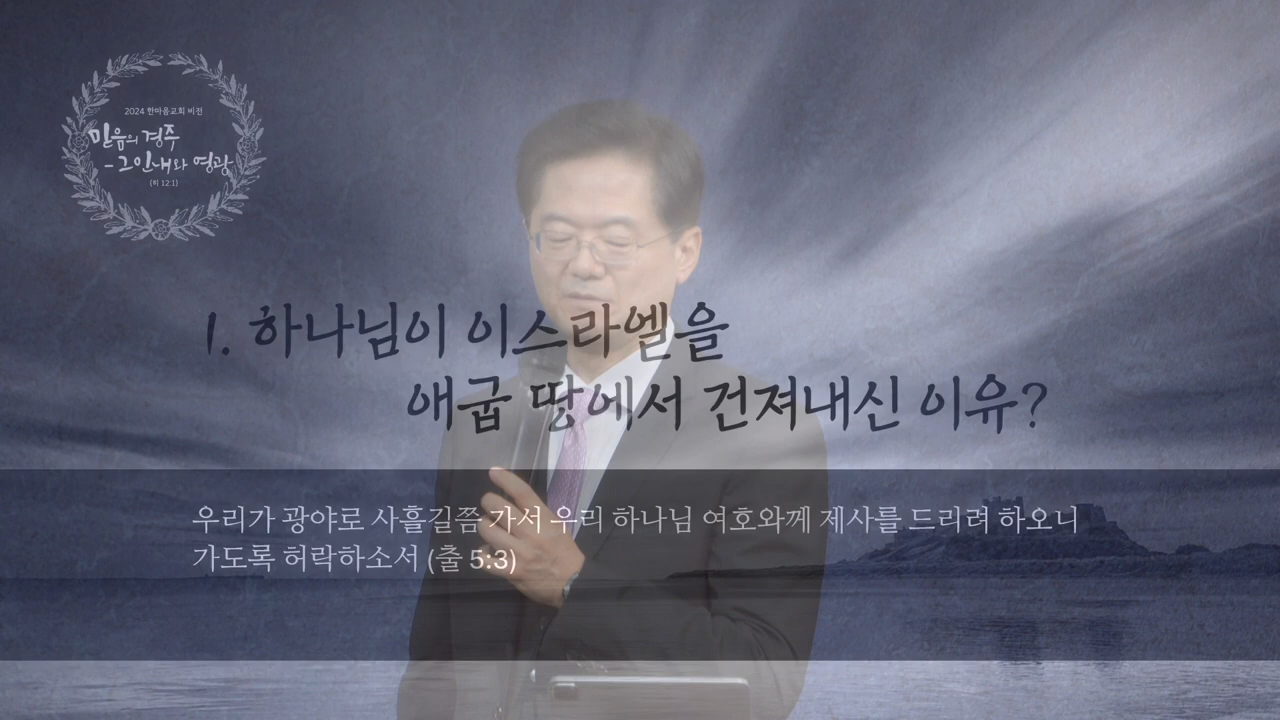 2024 한마음교회 비전
믿음의 경주
- 그 인내와 영광
(히 12:1)
1. 하나님이 이스라엘을
애굽 땅에서 건져내신 이유?
우리가 광야로 사흘길쯤 가서 우리 하나님 여호와께 제사를 드리려 하오니
가도록 허락하소서 (출 5:3)